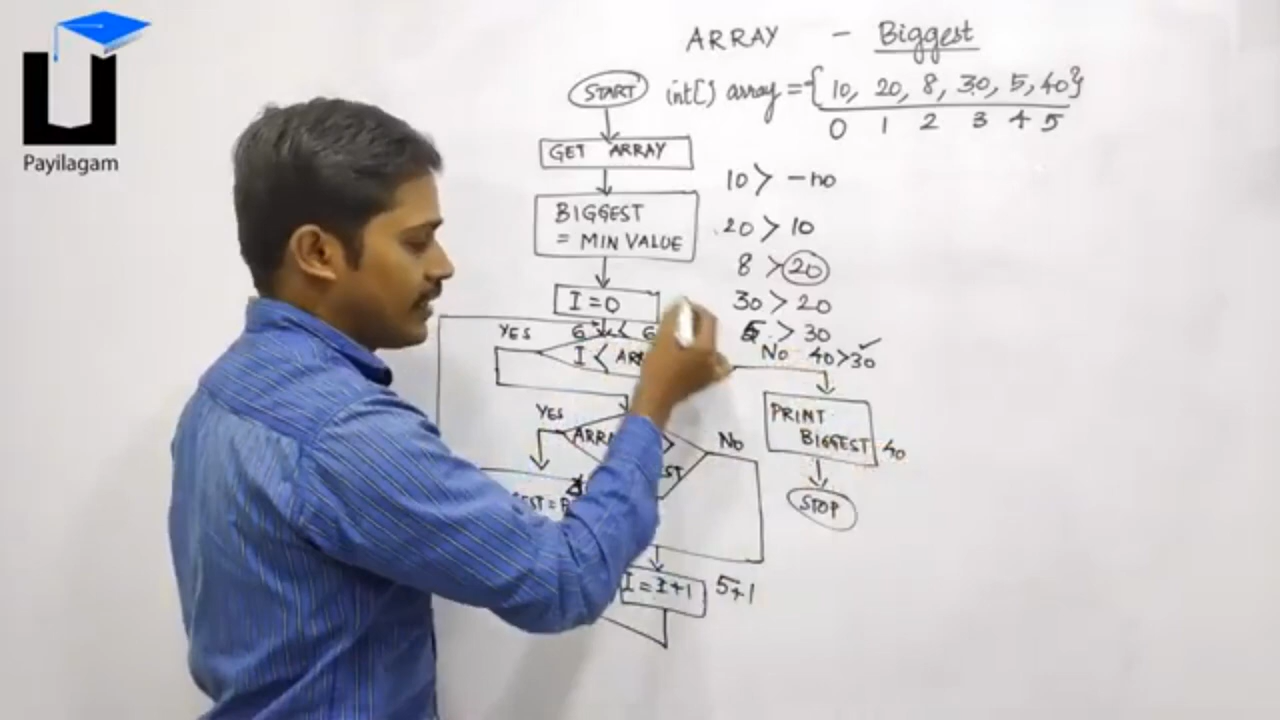 Payilagam
ARRAY - Biggest
START
int[] array = {10, 20, 8, 30, 5, 40}
0 1 2 3 4 5
GET ARRAY
BIGGEST
= MIN VALUE
I = 0
YES
6 < 6
I <
YES
No
I = I+1
5+1
10 > -no
20 > 10
8 > 20
30 > 20
5 > 30
No 40>30 ✓
PRINT
BIGGEST 40
STOP